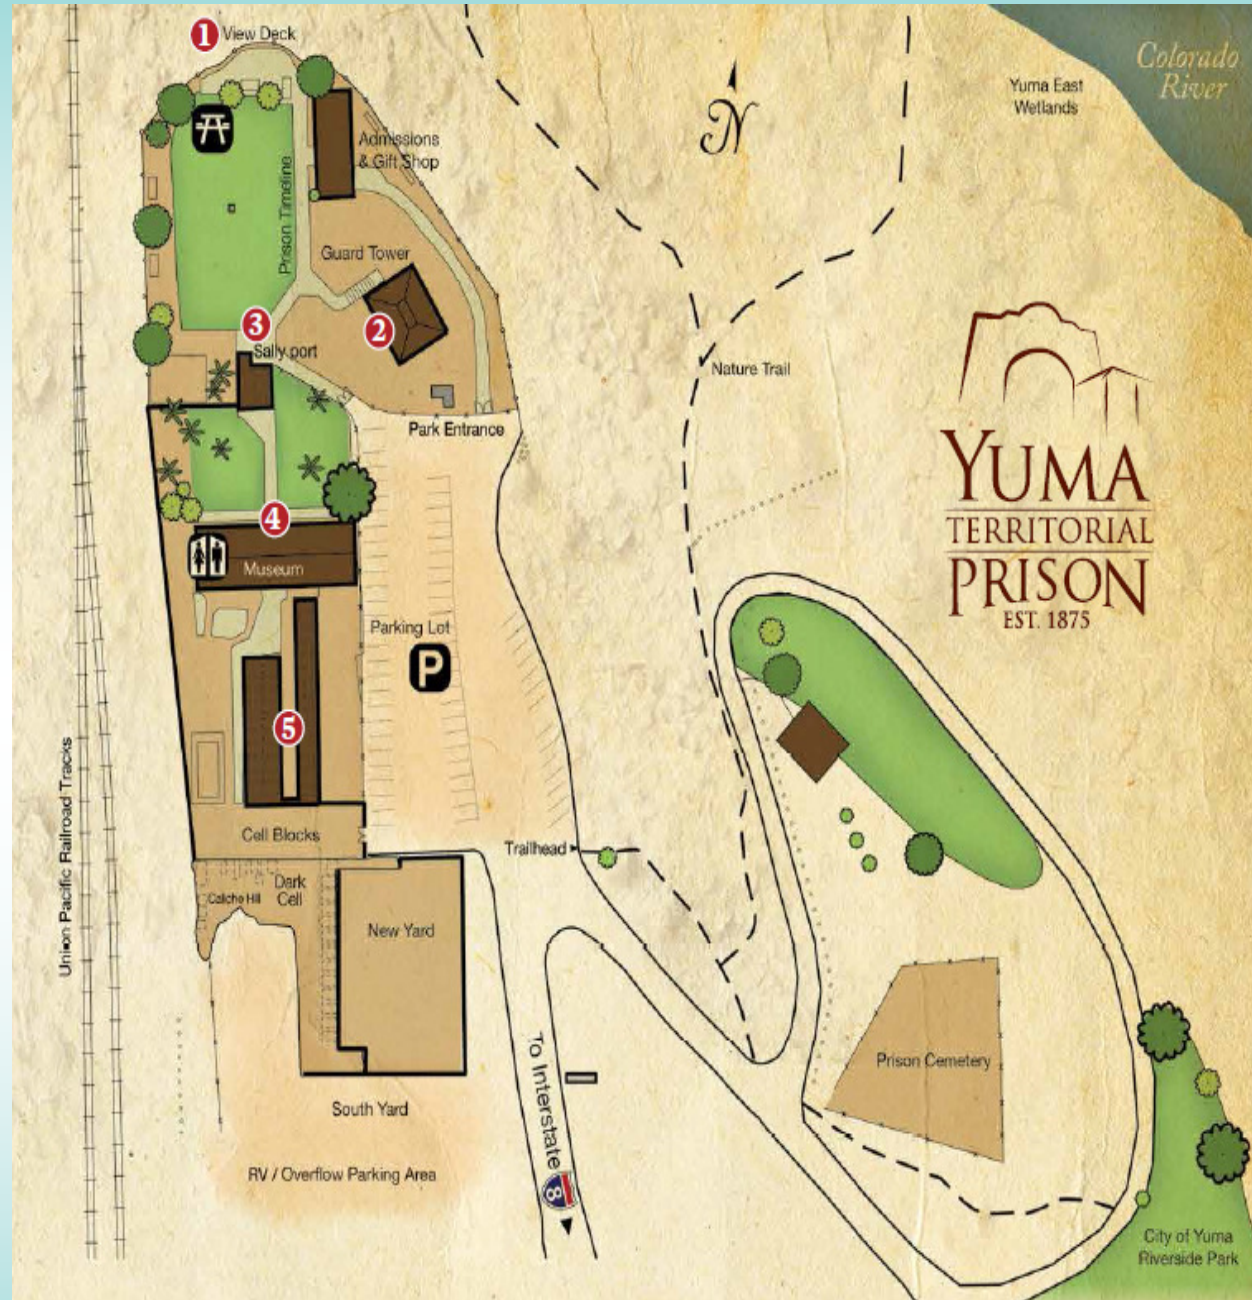 1 View Deck
Colorado
River
Yuma East
Wetlands
N
Admissions
& Gift Shop
Prison Timeline
Guard Tower
2
3
Sally port
Nature Trail
Park Entrance
YUMA
TERRITORIAL
PRISON
EST. 1875
4
Museum
Parking Lot
P
5
Union Pacific Railroad Tracks
Cell Blocks
Trailhead
Dark
Cell
Caliche Hill
New Yard
To Interstate
8
Prison Cemetery
South Yard
RV / Overflow Parking Area
City of Yuma
Riverside Park